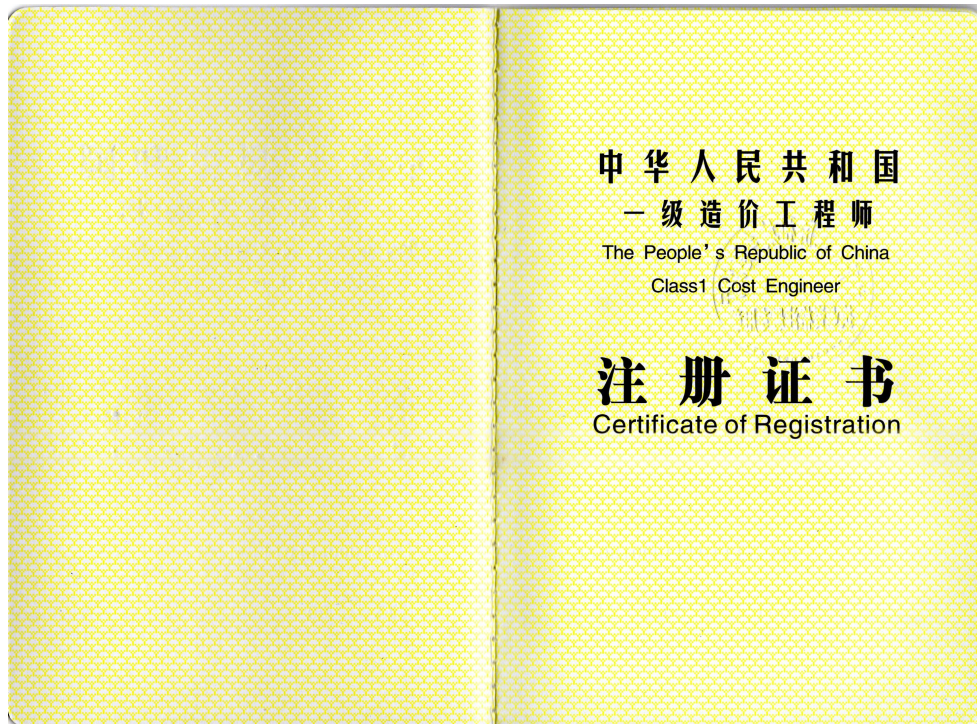 中华人民共和国
一级造价工程师
The People’s Republic of China
Class1 Cost Engineer
注册证书
Certificate of Registration